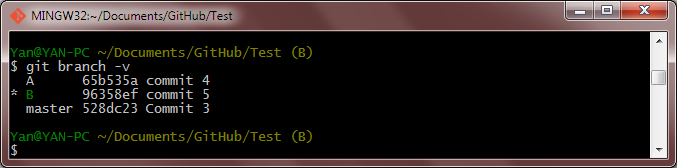 MINGW32:~/Documents/GitHub/Test
Yan@YAN-PC ~/Documents/GitHub/Test (B)
$ git branch -v
  A      65b535a commit 4
* B      96358ef commit 5
  master 528dc23 Commit 3
Yan@YAN-PC ~/Documents/GitHub/Test (B)
$